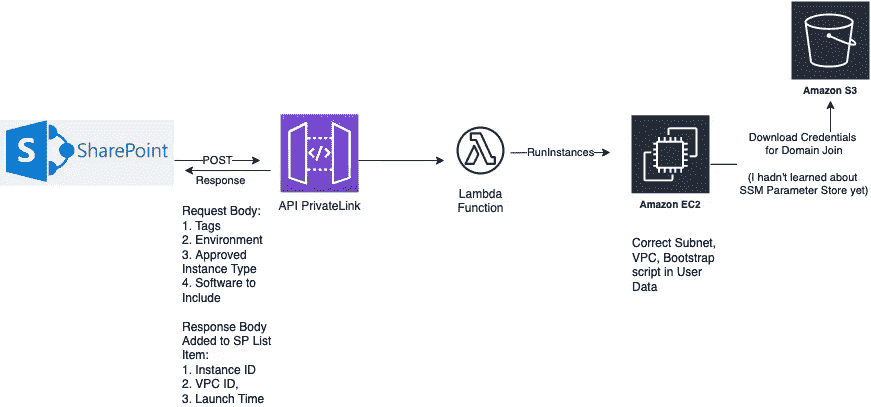 S
SharePoint
POST
Response
API PrivateLink
Lambda
Function
RunInstances
Amazon EC2
Amazon S3
Download Credentials
for Domain Join
(I hadn't learned about
SSM Parameter Store yet)
Request Body:
1. Tags
2. Environment
3. Approved
Instance Type
4. Software to
Include
Response Body
Added to SP List
Item:
1. Instance ID
2. VPC ID,
3. Launch Time
Correct Subnet,
VPC, Bootstrap
script in User
Data